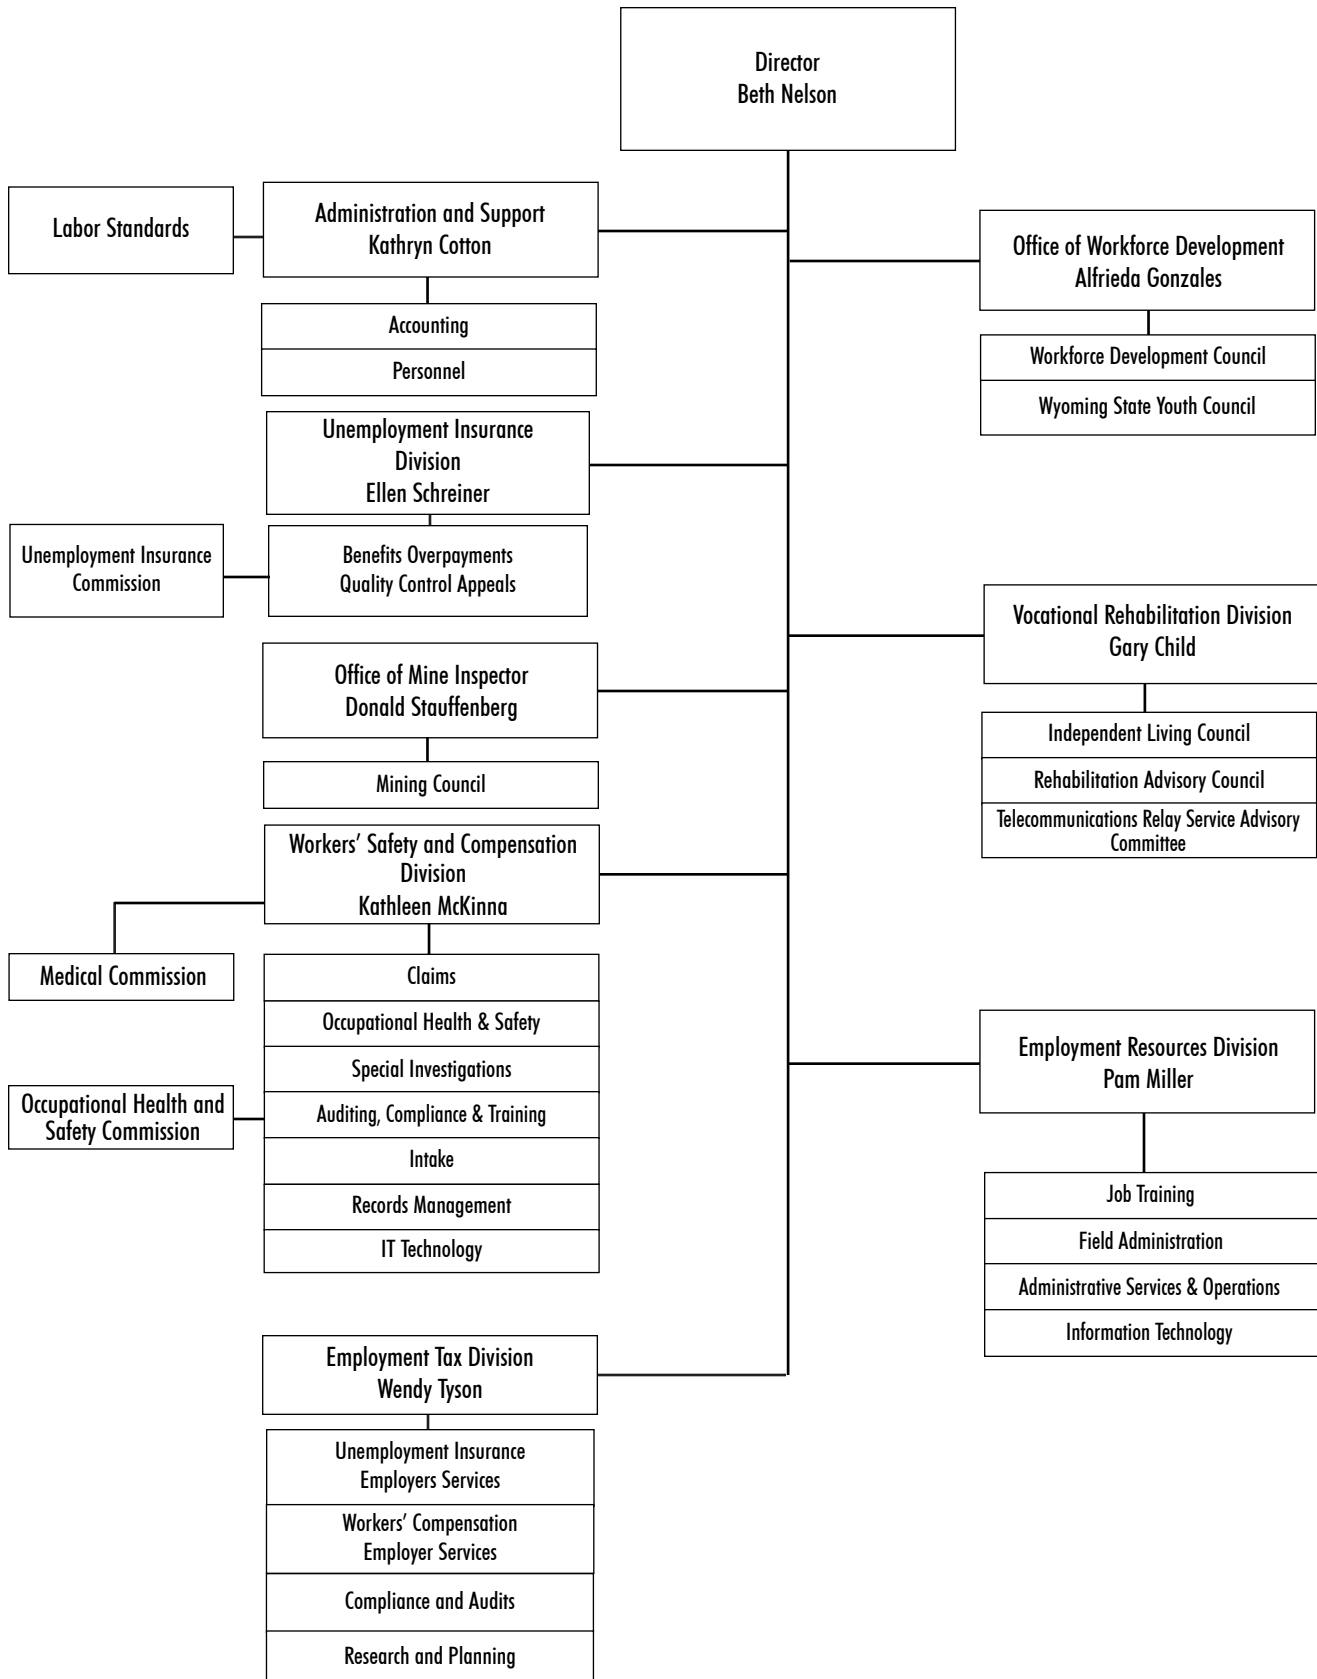 Director
Beth Nelson
Labor Standards
Administration and Support
Kathryn Cotton
Accounting
Personnel
Office of Workforce Development
Alfrieda Gonzales
Workforce Development Council
Wyoming State Youth Council
Unemployment Insurance
Division
Ellen Schreiner
Unemployment Insurance
Commission
Benefits Overpayments
Quality Control Appeals
Vocational Rehabilitation Division
Gary Child
Independent Living Council
Rehabilitation Advisory Council
Telecommunications Relay Service Advisory
Committee
Office of Mine Inspector
Donald Stauffenberg
Mining Council
Workers’ Safety and Compensation
Division
Kathleen McKinna
Medical Commission
Claims
Occupational Health & Safety
Special Investigations
Occupational Health and
Safety Commission
Auditing, Compliance & Training
Intake
Records Management
IT Technology
Employment Resources Division
Pam Miller
Job Training
Field Administration
Administrative Services & Operations
Information Technology
Employment Tax Division
Wendy Tyson
Unemployment Insurance
Employers Services
Workers’ Compensation
Employer Services
Compliance and Audits
Research and Planning